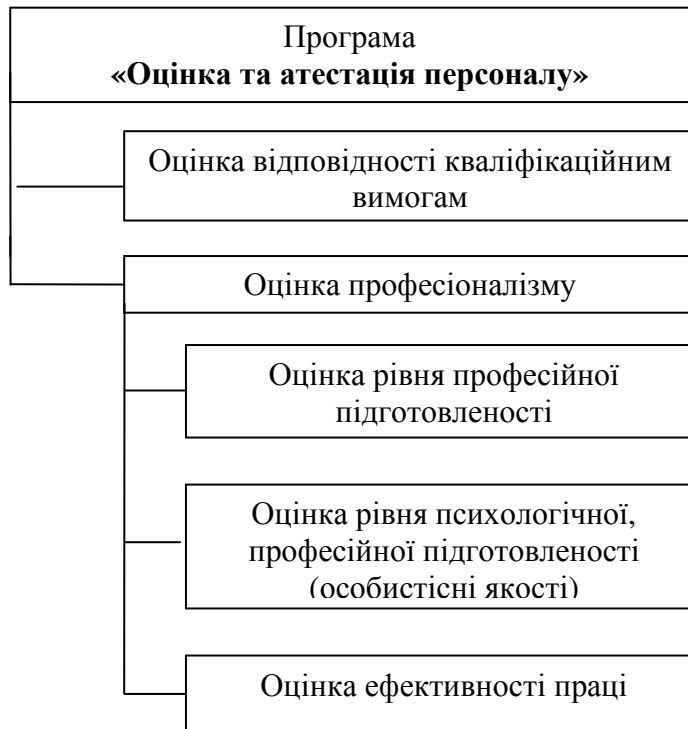 Програма
«Оцінка та атестація персоналу»
Оцінка відповідності кваліфікаційним
вимогам
Оцінка професіоналізму
Оцінка рівня професійної
підготовленості
Оцінка рівня психологічної,
професійної підготовленості
(особистісні якості)
Оцінка ефективності праці